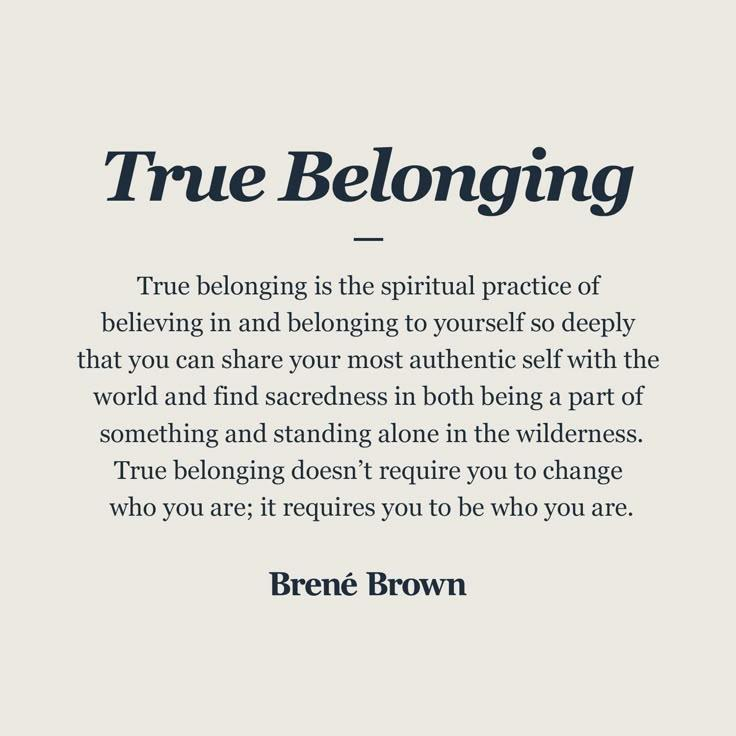 True Belonging
True belonging is the spiritual practice of
believing in and belonging to yourself so deeply
that you can share your most authentic self with the
world and find sacredness in both being a part of
something and standing alone in the wilderness.
True belonging doesn’t require you to change
who you are; it requires you to be who you are.
Brené Brown